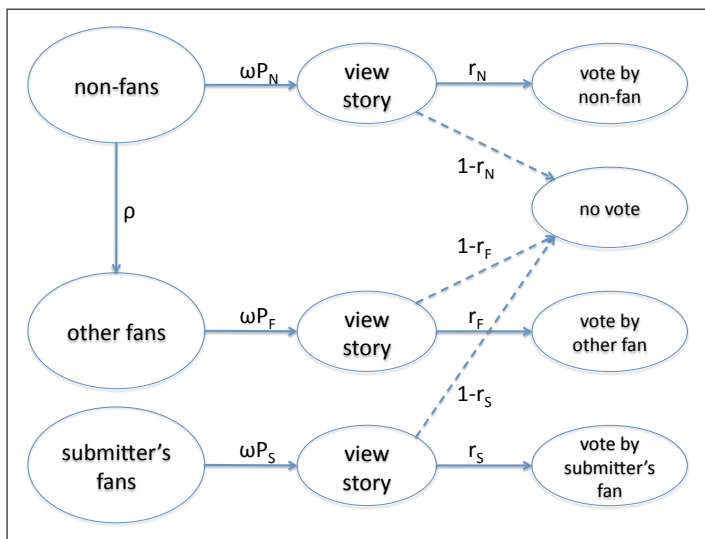 non-fans
ωP_N
view
story
r_N
vote by
non-fan
1-r_N
no vote
ρ
1-r_F
other fans
ωP_F
view
story
r_F
vote by
other fan
1-r_S
submitter's
fans
ωP_S
view
story
r_S
vote by
submitter's
fan